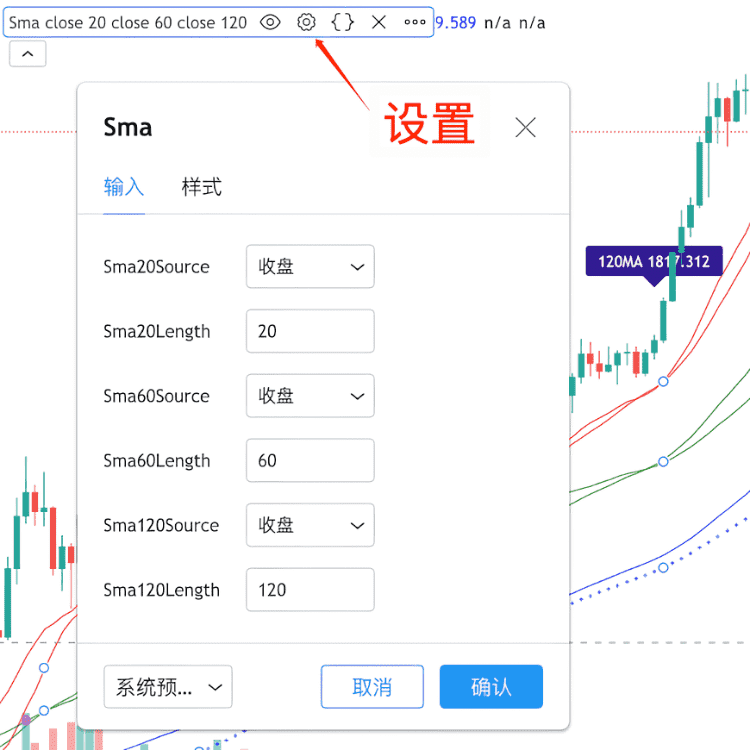 Sma close 20 close 60 close 120 9.589 n/a n/a
设置
Sma
输入 样式
Sma20Source 收盘
120MA 1817.312
Sma20Length 20
Sma60Source 收盘
Sma60Length 60
Sma120Source 收盘
Sma120Length 120
系统预... 取消 确认